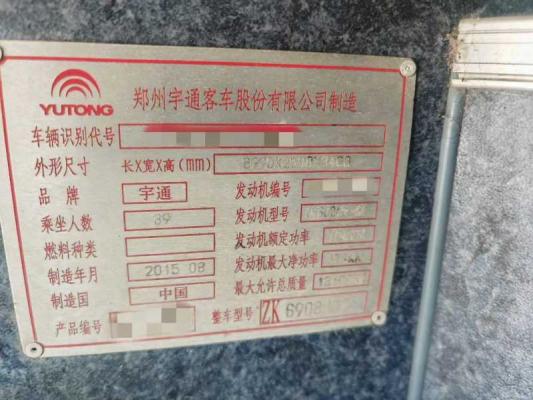 YUTONG
郑州宇通客车股份有限公司制造
车辆识别代号
外形尺寸 长X宽X高(mm)
品牌 宇通 发动机编号
乘坐人数 39 发动机型号
燃料种类 发动机额定功率
制造年月 2015 08 发动机最大净功率
制造国 中国 最大允许总质量
产品编号 整车型号 ZK 6908